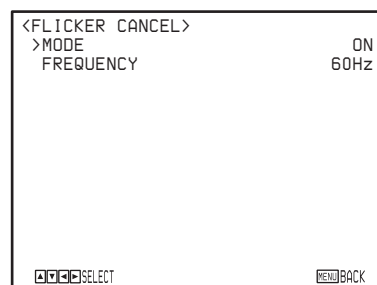 <FLICKER CANCEL>
>MODE ON
FREQUENCY 60Hz
▲▼◀▶SELECT MENU BACK